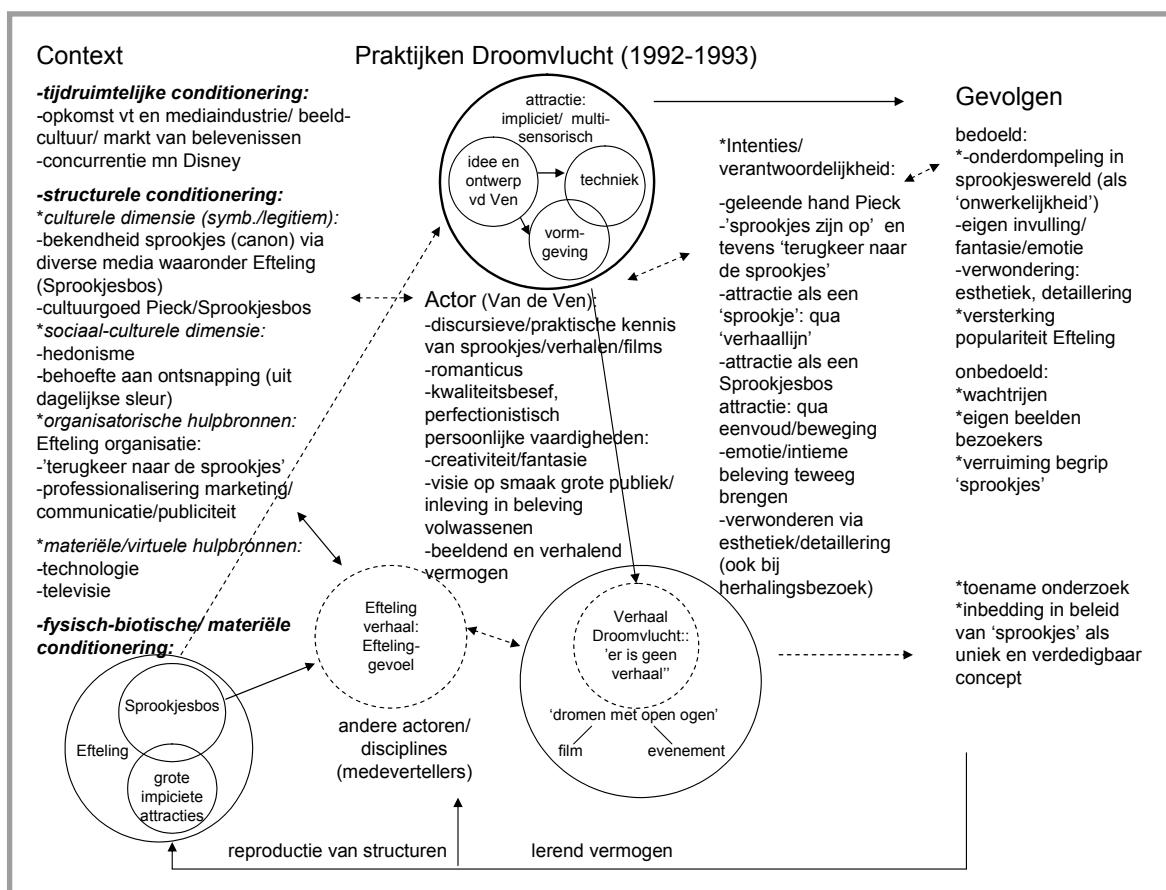 Context
-tijdruimtelijke conditionering:
-opkomst vt en mediaindustrie/ beeld-
cultuur/ markt van belevenissen
-concurrentie mn Disney
-structurele conditionering:
*culturele dimensie (symb./legitiem):
-bekendheid sprookjes (canon) via
diverse media waaronder Efteling
(Sprookjesbos)
-cultuurgoed Pieck/Sprookjesbos
*sociaal-culturele dimensie:
-hedonisme
-behoefte aan ontsnapping (uit
dagelijkse sleur)
*organisatorische hulpbronnen:
Efteling organisatie:
-’terugkeer naar de sprookjes’
-professionalisering marketing/
communicatie/publiciteit
*materiële/virtuele hulpbronnen:
-technologie
-televisie
-fysisch-biotische/ materiële
conditionering:
Sprookjesbos
Efteling
grote
impiciete
attracties
Praktijken Droomvlucht (1992-1993)
attractie:
impliciet/ multi-
sensorisch
idee en
ontwerp
vd Ven
techniek
vorm-
geving
Actor (Van de Ven):
-discursieve/praktische kennis
van sprookjes/verhalen/films
-romanticus
-kwaliteitsbesef,
perfectionistisch
persoonlijke vaardigheden:
-creativiteit/fantasie
-visie op smaak grote publiek/
inleving in beleving
volwassenen
-beeldend en verhalend
vermogen
Efteling
verhaal:
Efteling-
gevoel
andere actoren/
disciplines
(medevertellers)
*Intenties/
verantwoordelijkheid:
-geleende hand Pieck
-’sprookjes zijn op’ en
tevens ‘terugkeer naar
de sprookjes’
-attractie als een
‘sprookje’: qua
‘verhaallijn’
-attractie als een
Sprookjesbos
attractie: qua
eenvoud/beweging
-emotie/intieme
beleving teweeg
brengen
-verwonderen via
esthetiek/detaillering
(ook bij
herhalingsbezoek)
Verhaal
Droomvlucht::
’er is geen
verhaal’’
‘dromen met open ogen’
film evenement
Gevolgen
bedoeld:
*-onderdompeling in
sprookjeswereld (als
‘onwerkelijkheid’)
-eigen invulling/
fantasie/emotie
-verwondering:
esthetiek, detaillering
*versterking
populariteit Efteling
onbedoeld:
*wachtrijen
*eigen beelden
bezoekers
*verruiming begrip
‘sprookjes’
*toename onderzoek
*inbedding in beleid
van ‘sprookjes’ als
uniek en verdedigbaar
concept
reproductie van structuren lerend vermogen